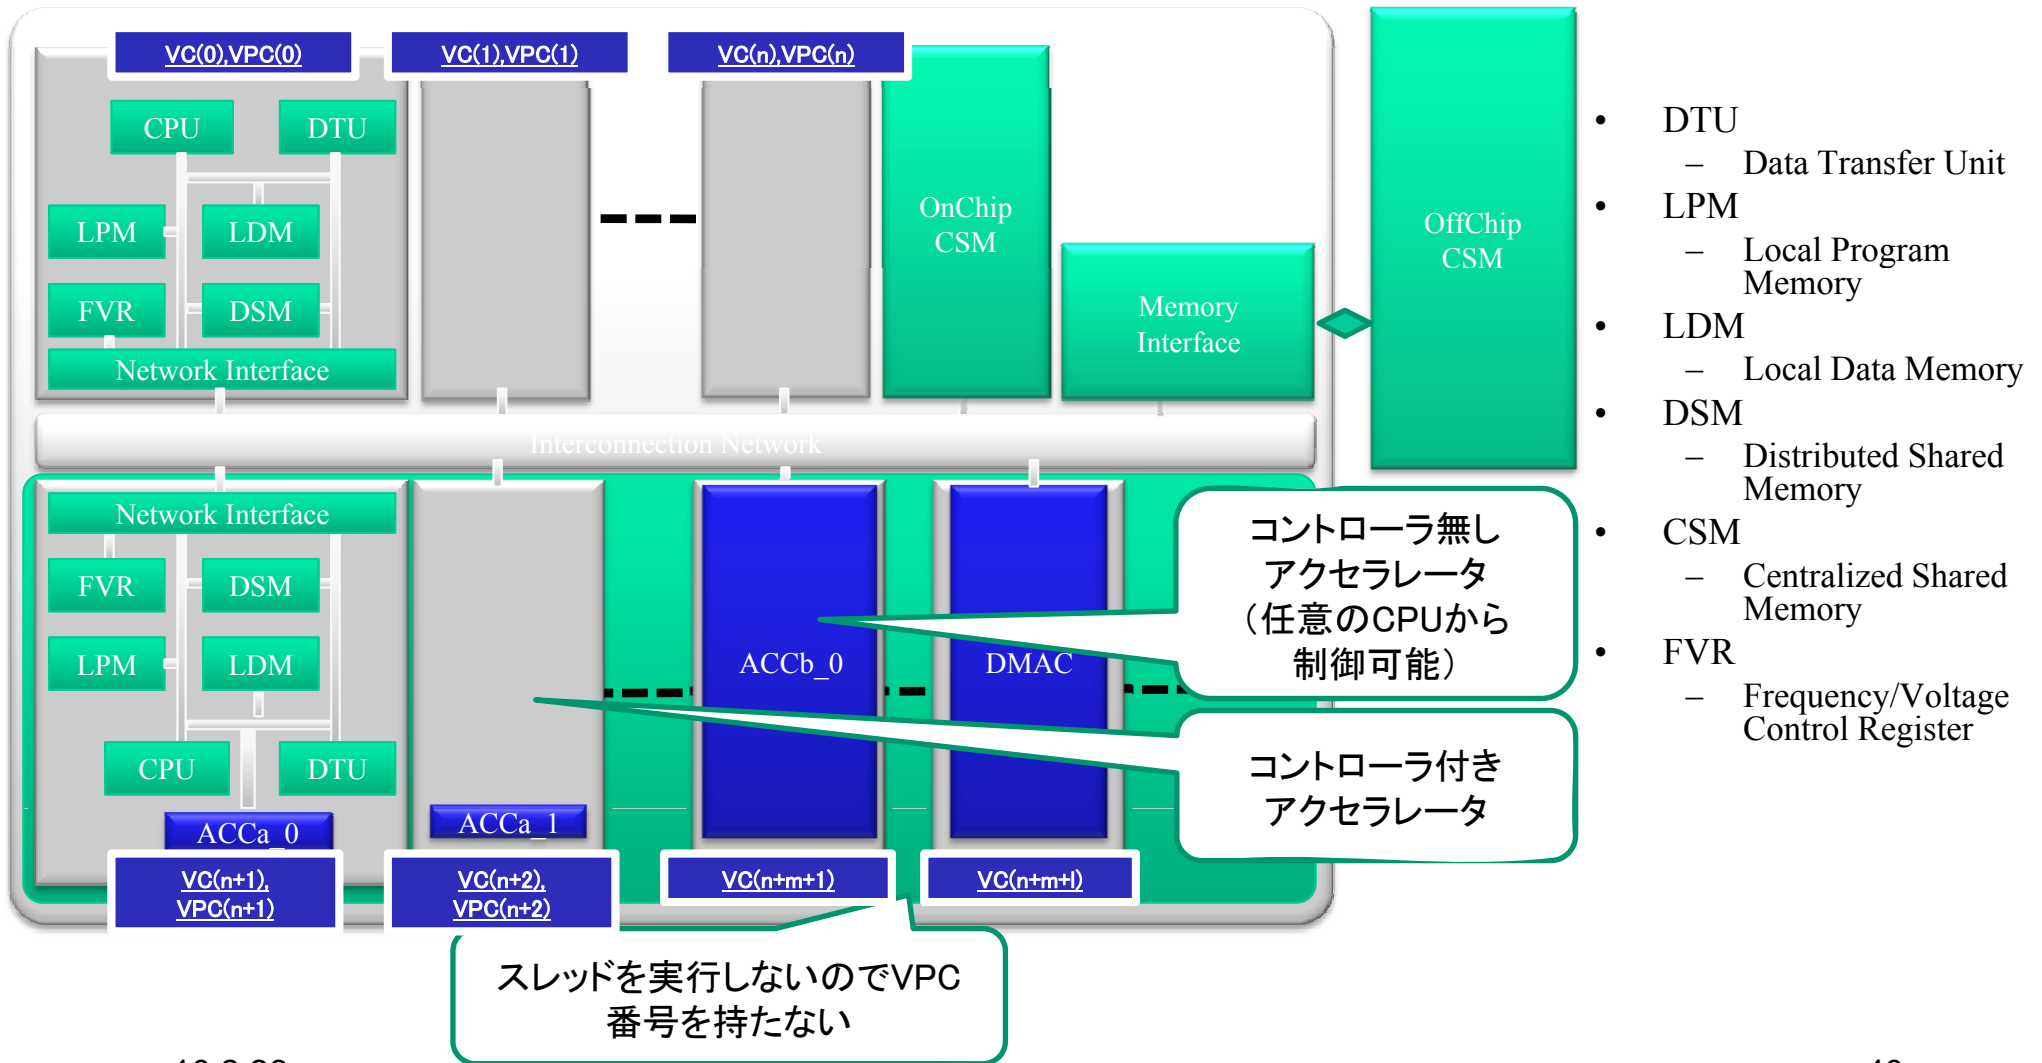 VC(0),VPC(0)
VC(1),VPC(1)
VC(n),VPC(n)
CPU
DTU
LPM
LDM
FVR
DSM
Network Interface
OnChip
CSM
Memory
Interface
OffChip
CSM
Interconnection Network
Network Interface
FVR
DSM
LPM
LDM
CPU
DTU
ACCa_0
ACCa_1
ACCb_0
DMAC
VC(n+1),
VPC(n+1)
VC(n+2),
VPC(n+2)
VC(n+m+1)
VC(n+m+l)
コントローラ無し
アクセラレータ
（任意のCPUから
制御可能）
コントローラ付き
アクセラレータ
スレッドを実行しないのでVPC
番号を持たない
• DTU
– Data Transfer Unit
• LPM
– Local Program
Memory
• LDM
– Local Data Memory
• DSM
– Distributed Shared
Memory
• CSM
– Centralized Shared
Memory
• FVR
– Frequency/Voltage
Control Register